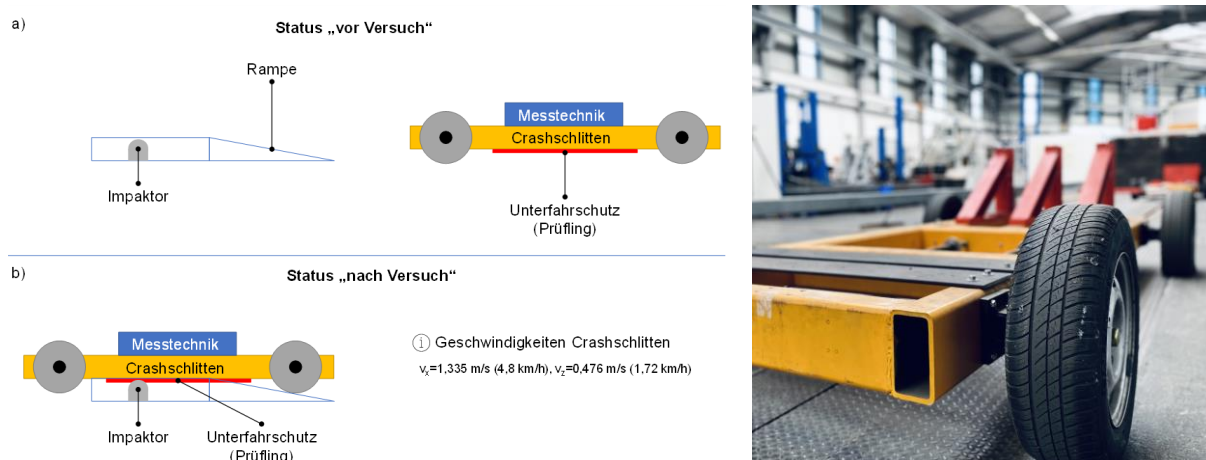 a)
Status „vor Versuch“
Rampe
Messtechnik
Crashschlitten
Impaktor
Unterfahrschutz
(Prüfling)
b)
Status „nach Versuch“
Messtechnik
Crashschlitten
i Geschwindigkeiten Crashschlitten
vₓ=1,335 m/s (4,8 km/h), v_z=0,476 m/s (1,72 km/h)
Impaktor
Unterfahrschutz
(Prüfling)